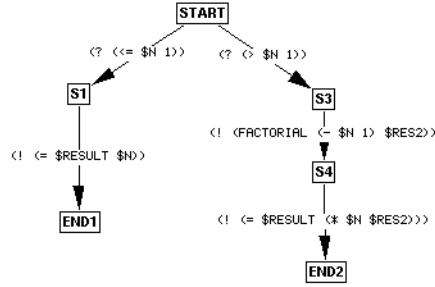 START
(? (<= $N 1)) (? (> $N 1))
S1 S3
(! (FACTORIAL (- $N 1) $RES2))
(! (= $RESULT $N))
S4
END1 (! (= $RESULT (* $N $RES2)))
END2